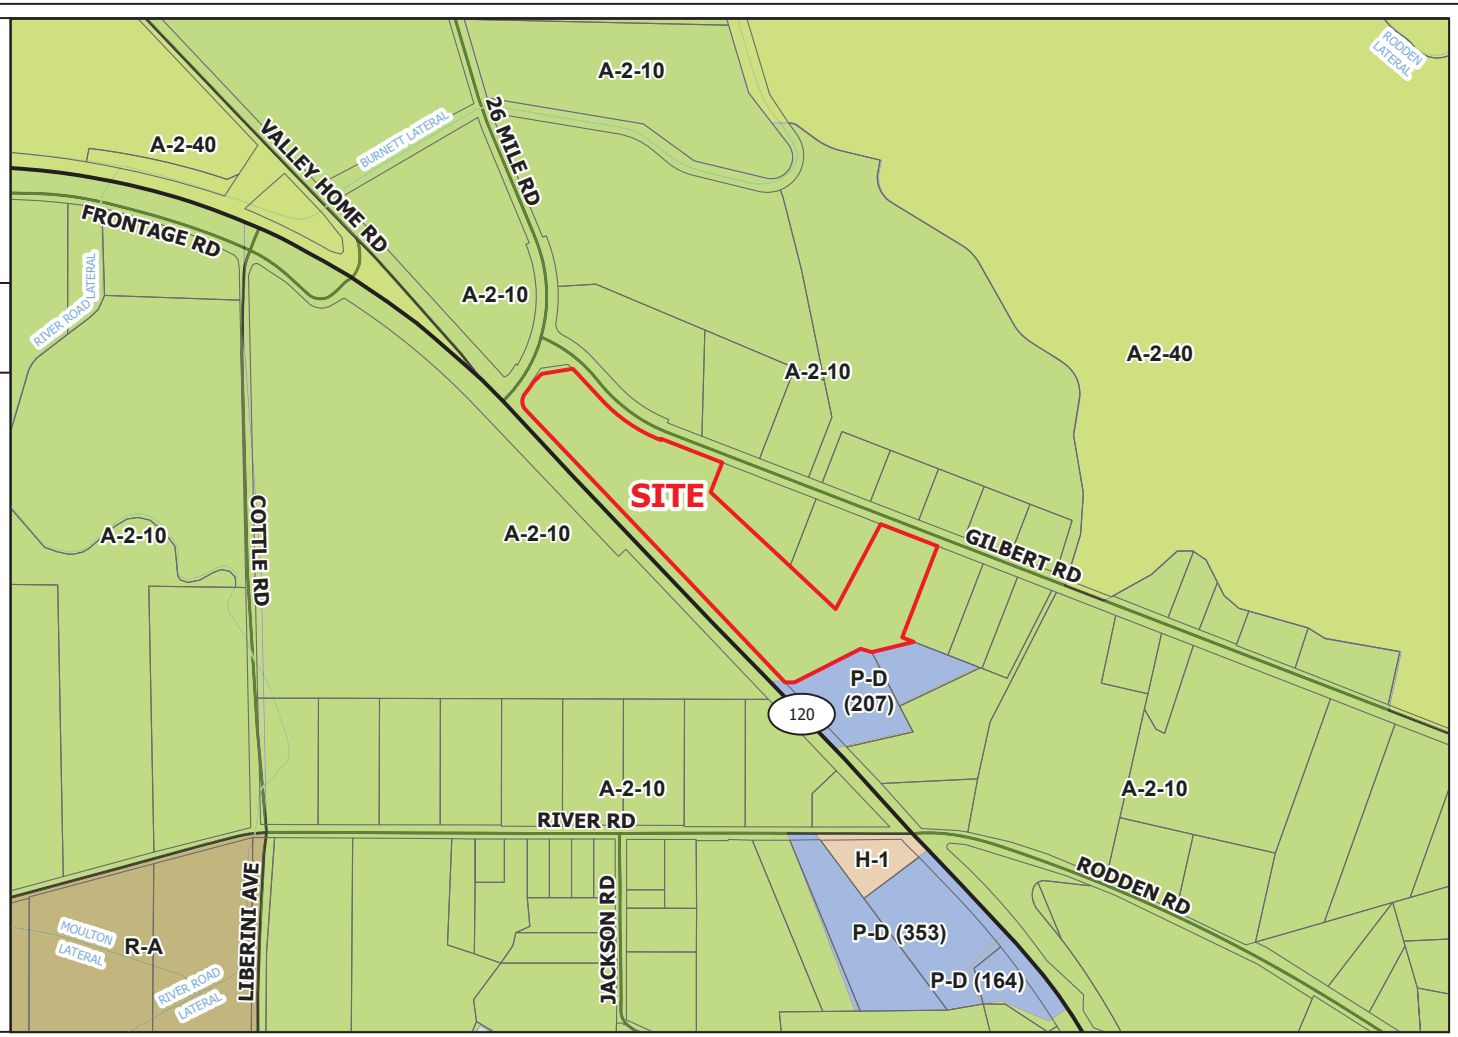 A-2-10
RODDEN
LATERAL
A-2-40
VALLEY HOME RD
BURNETT LATERAL
26 MILE RD
FRONTAGE RD
RIVER ROAD LATERAL
A-2-10
A-2-10
A-2-40
SITE
COTTLE RD
A-2-10
A-2-10
GILBERT RD
P-D
(207)
120
A-2-10
A-2-10
RIVER RD
H-1
RODDEN RD
LIBERINI AVE
JACKSON RD
P-D (353)
MOULTON
LATERAL
R-A
P-D (164)
RIVER ROAD
LATERAL